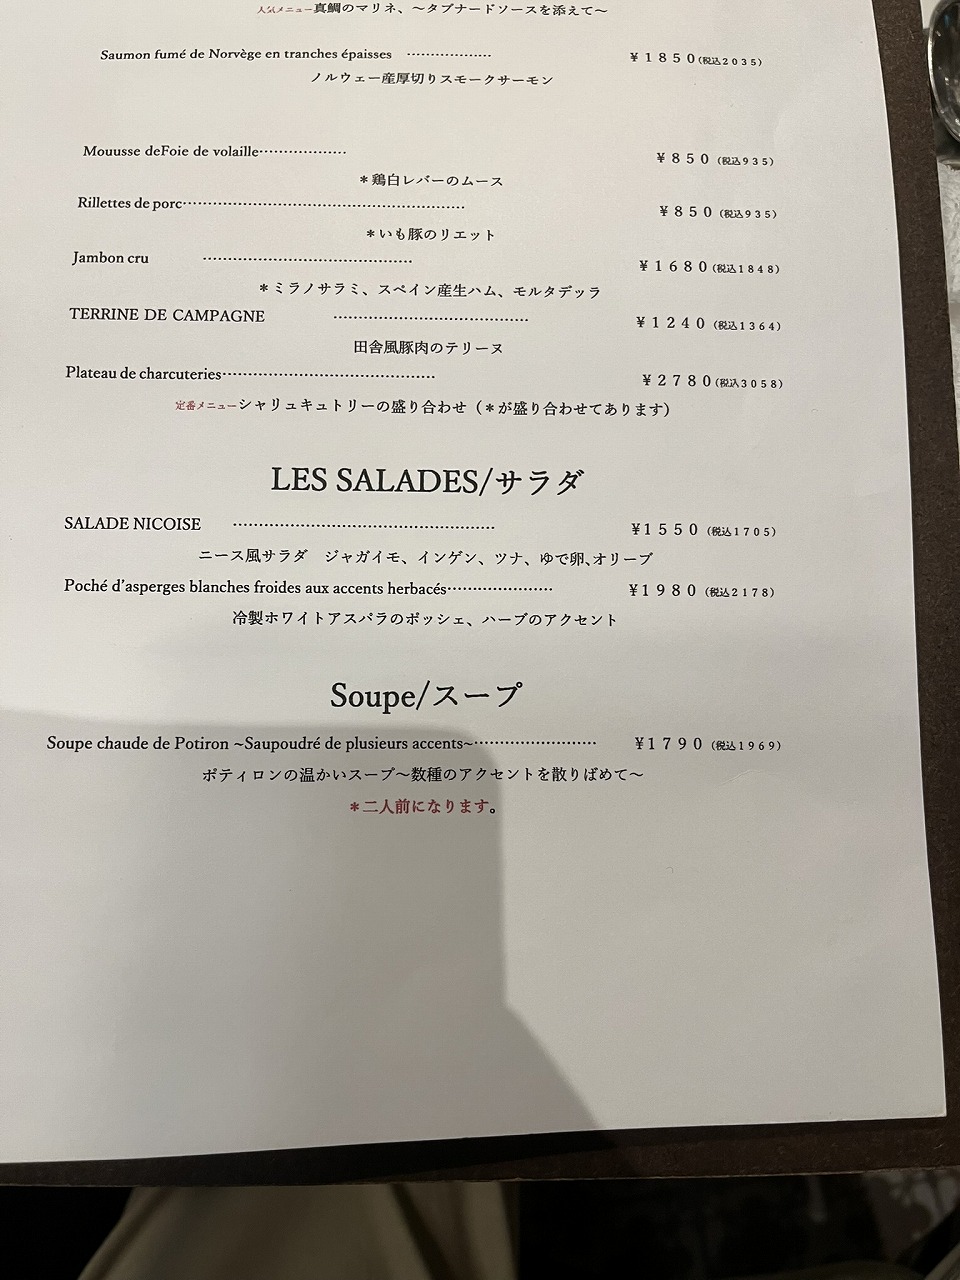 人気メニュー真鯛のマリネ、～タブナードソースを添えて～
Saumon fumé de Norvège en tranches épaisses ･･････････････････ ￥１８５０(税込２０３５)
ノルウェー産厚切りスモークサーモン
Mouusse deFoie de volaille･･････････････････ ￥８５０(税込９３５)
＊鶏白レバーのムース
Rillettes de porc･･････････････････････････････････････････････････････ ￥８５０(税込９３５)
＊いも豚のリエット
Jambon cru ･････････････････････････････････････････ ￥１６８０(税込１８４８)
＊ミラノサラミ、スペイン産生ハム、モルタデッラ
TERRINE DE CAMPAGNE ･･････････････････････････････････････ ￥１２４０(税込１３６４)
田舎風豚肉のテリーヌ
Plateau de charcuteries･･････････････････････････････････････････ ￥２７８０(税込３０５８)
定番メニューシャリュキュトリーの盛り合わせ（＊が盛り合わせてあります）
LES SALADES/サラダ
SALADE NICOISE ･･･････････････････････････････････････････････････ ￥１５５０(税込１７０５)
ニース風サラダ　ジャガイモ、インゲン、ツナ、ゆで卵､オリーブ
Poché d’asperges blanches froides aux accents herbacés･････････････････････ ￥１９８０(税込２１７８)
冷製ホワイトアスパラのポッシェ、ハーブのアクセント
Soupe/スープ
Soupe chaude de Potiron ~Saupoudré de plusieurs accents~････････････････････････ ￥１７９０(税込１９６９)
ポティロンの温かいスープ～数種のアクセントを散りばめて～
＊二人前になります。